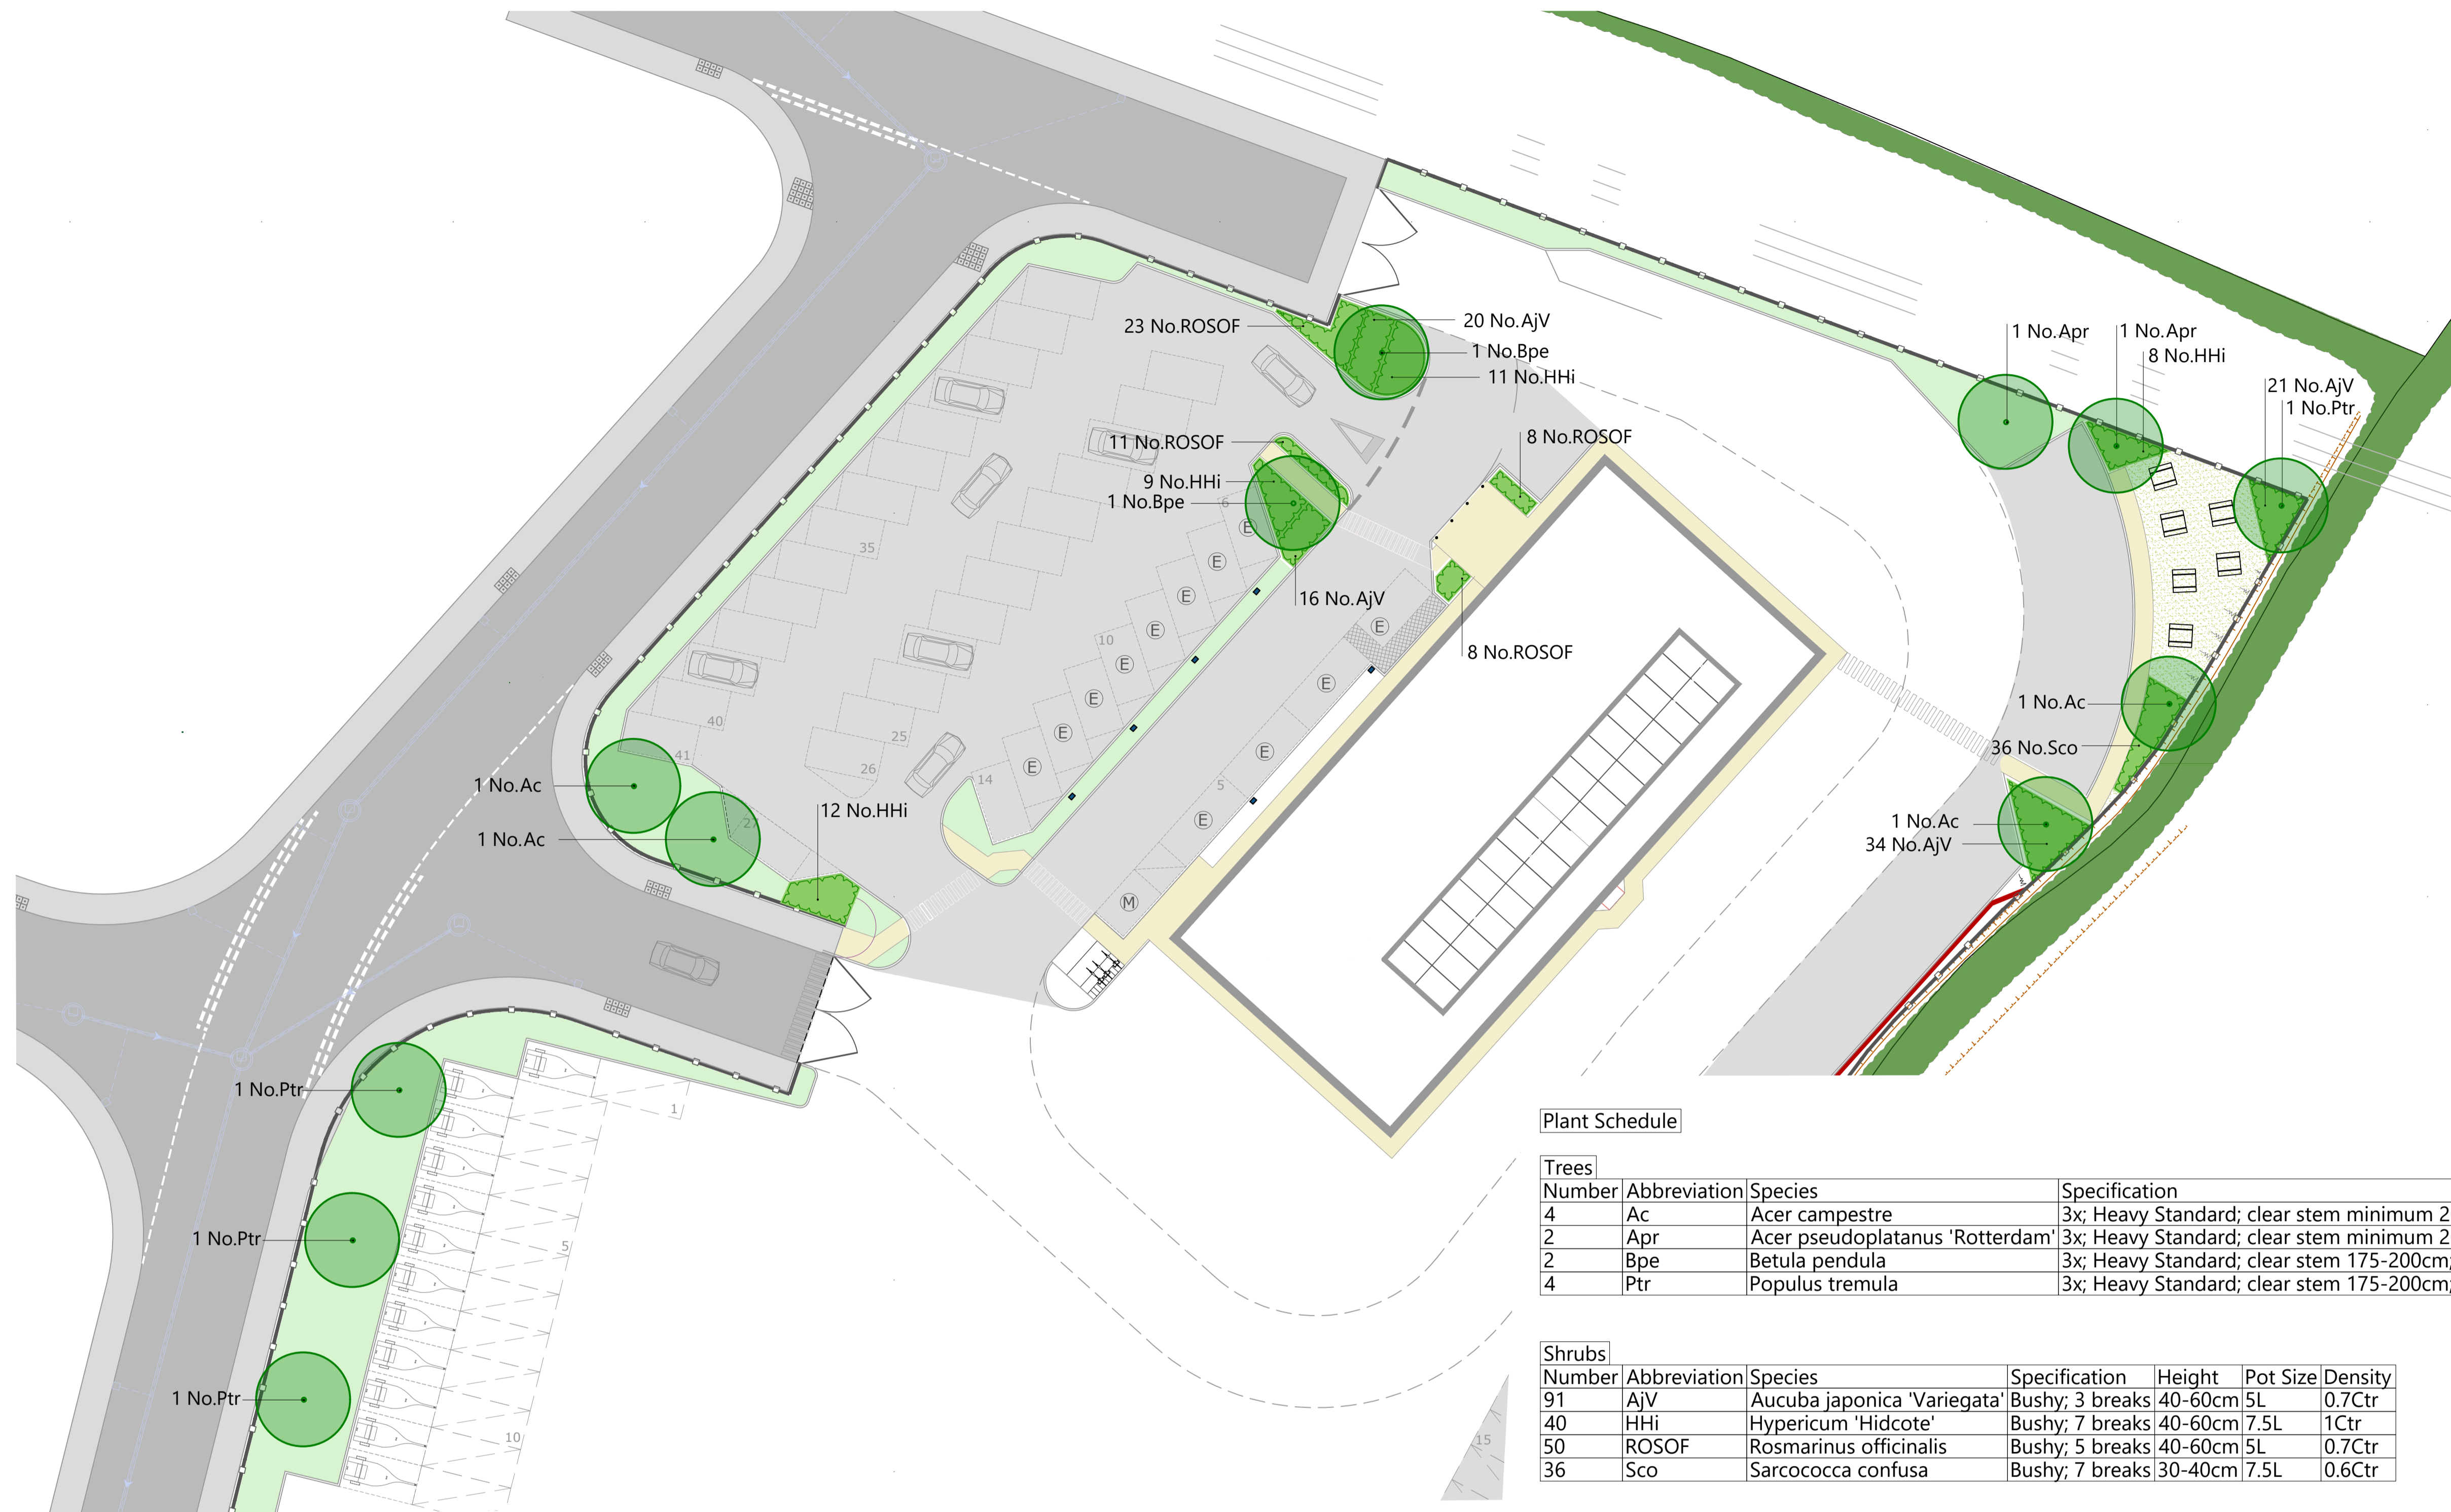 23 No.ROSOF
20 No.AjV
1 No.Bpe
11 No.HHi
1 No.Apr
1 No.Apr
8 No.HHi
21 No.AjV
1 No.Ptr
11 No.ROSOF
8 No.ROSOF
9 No.HHi
1 No.Bpe
6
E
35
E
E
16 No.AjV
10
E
E
E
8 No.ROSOF
E
E
E
1 No.Ac
40
25
E
36 No.Sco
41
26
E
14
E
5
1 No.Ac
12 No.HHi
27
E
1 No.Ac
1 No.Ac
34 No.AjV
M
1 No.Ptr
1
1 No.Ptr
5
1 No.Ptr
10
15
Plant Schedule
Trees
Number Abbreviation Species Specification
4 Ac Acer campestre 3x; Heavy Standard; clear stem minimum 2
2 Apr Acer pseudoplatanus 'Rotterdam' 3x; Heavy Standard; clear stem minimum 2
2 Bpe Betula pendula 3x; Heavy Standard; clear stem 175-200cm;
4 Ptr Populus tremula 3x; Heavy Standard; clear stem 175-200cm;
Shrubs
Number Abbreviation Species Specification Height Pot Size Density
91 AjV Aucuba japonica 'Variegata' Bushy; 3 breaks 40-60cm 5L 0.7Ctr
40 HHi Hypericum 'Hidcote' Bushy; 7 breaks 40-60cm 7.5L 1Ctr
50 ROSOF Rosmarinus officinalis Bushy; 5 breaks 40-60cm 5L 0.7Ctr
36 Sco Sarcococca confusa Bushy; 7 breaks 30-40cm 7.5L 0.6Ctr